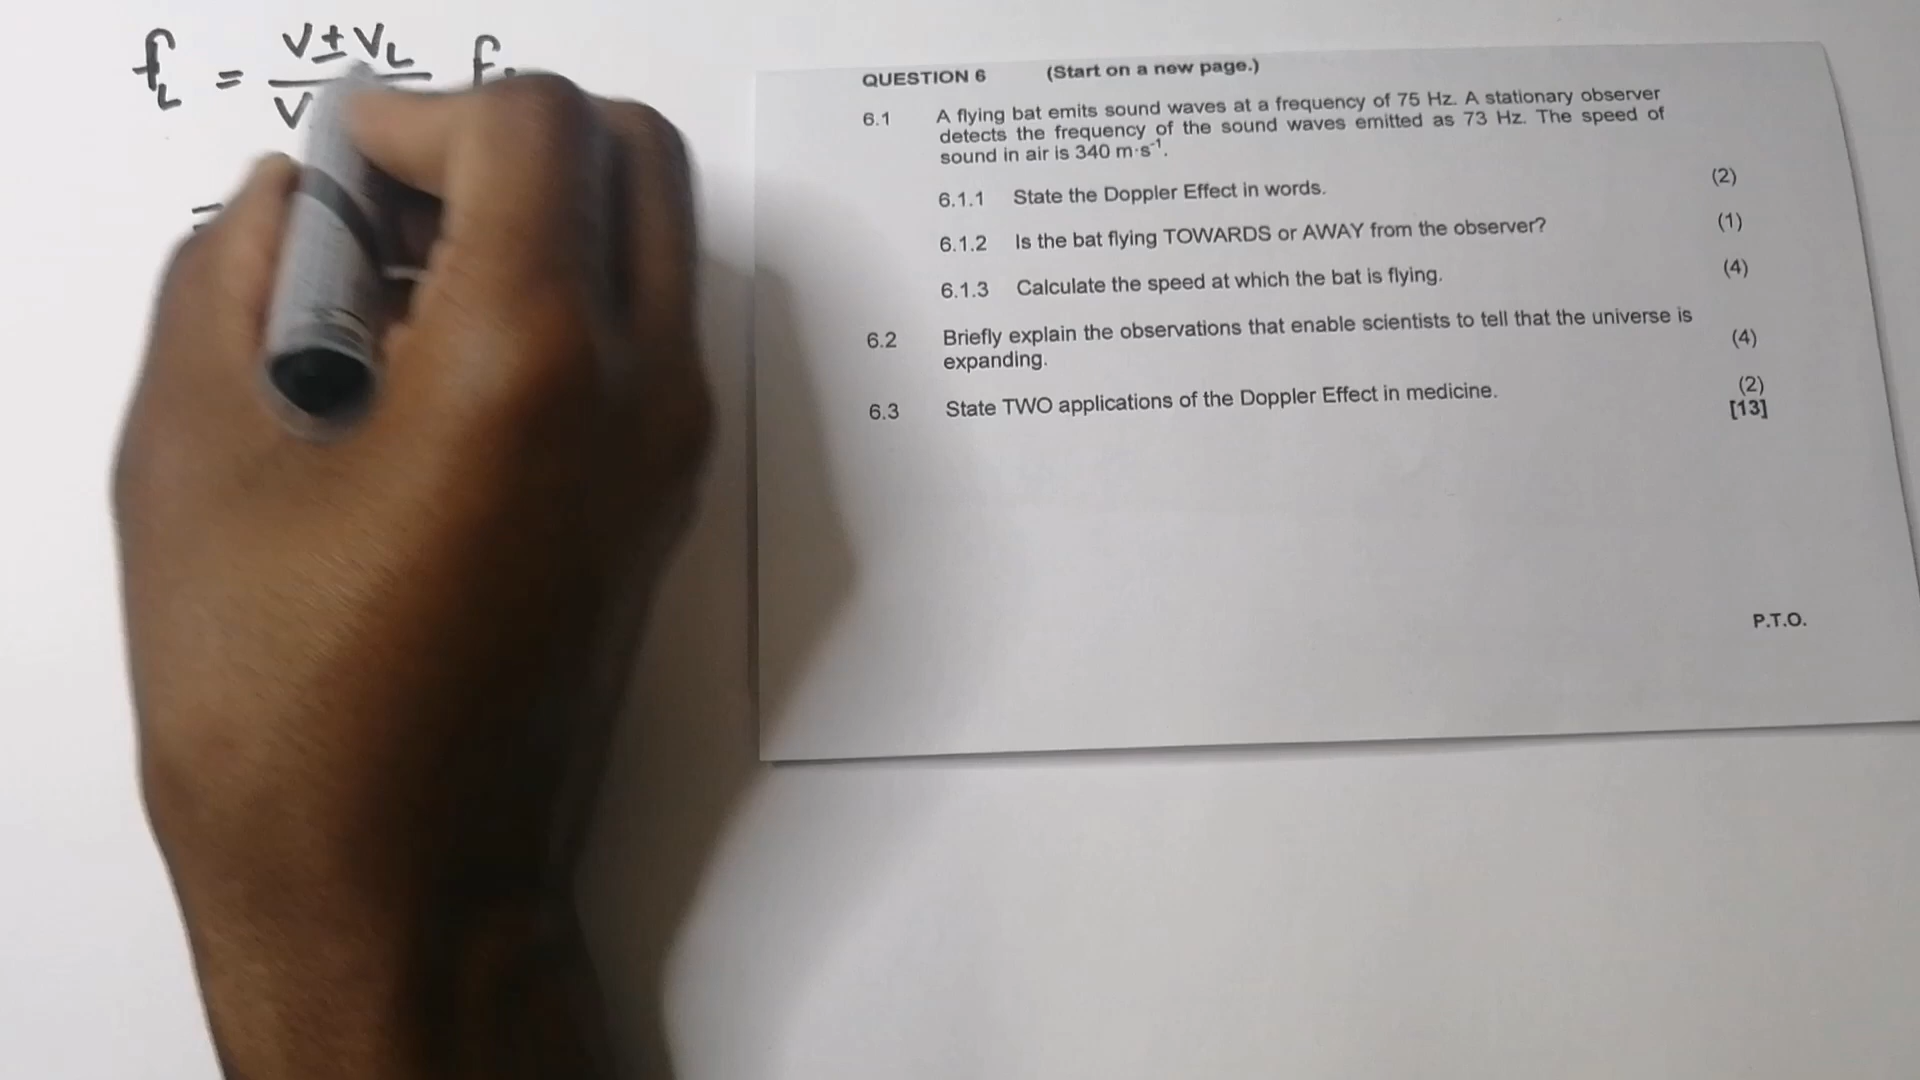 f_L = V ± V_L
V
=
QUESTION 6 (Start on a new page.)
6.1 A flying bat emits sound waves at a frequency of 75 Hz. A stationary observer
detects the frequency of the sound waves emitted as 73 Hz. The speed of
sound in air is 340 m·s⁻¹.
6.1.1 State the Doppler Effect in words. (2)
6.1.2 Is the bat flying TOWARDS or AWAY from the observer? (1)
6.1.3 Calculate the speed at which the bat is flying. (4)
6.2 Briefly explain the observations that enable scientists to tell that the universe is
expanding. (4)
6.3 State TWO applications of the Doppler Effect in medicine. (2)
[13]
P.T.O.